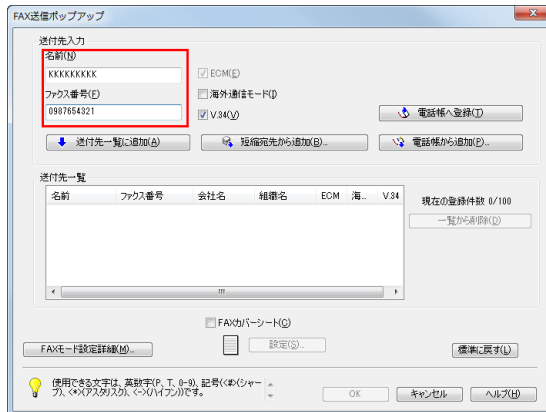 FAX送信ポップアップ
送付先入力
名前(N)
KKKKKKKKK
ECM(E)
ファクス番号(F)
海外通信モード(I)
0987654321
V.34(V)
電話帳へ登録(T)
送付先一覧に追加(A)
短縮宛先から追加(B)...
電話帳から追加(P)...
送付先一覧
名前 ファクス番号 会社名 組織名 ECM 海... V.34
現在の登録件数 0/100
一覧から削除(D)
FAXカバーシート(C)
FAXモード設定詳細(M)...
設定(S)...
標準に戻す(L)
使用できる文字は、英数字(P、T、0-9)、記号(<#>(シャー
プ)、<*>(アスタリスク)、<->(ハイフン))です。
OK
キャンセル
ヘルプ(H)